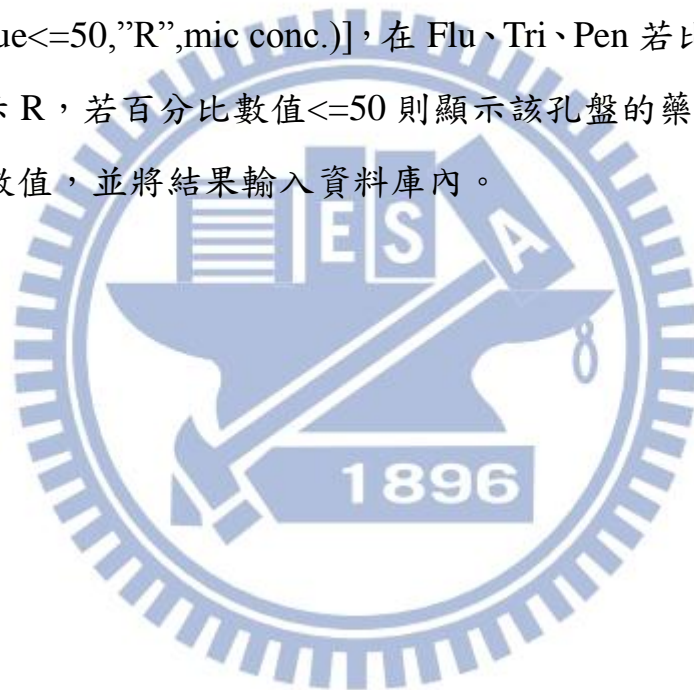 ue<=50,”R”,mic conc.)]，在 Flu、Tri、Pen 若比
R，若百分比數值<=50 則顯示該孔盤的藥
數值，並將結果輸入資料庫內。
E S A
1896